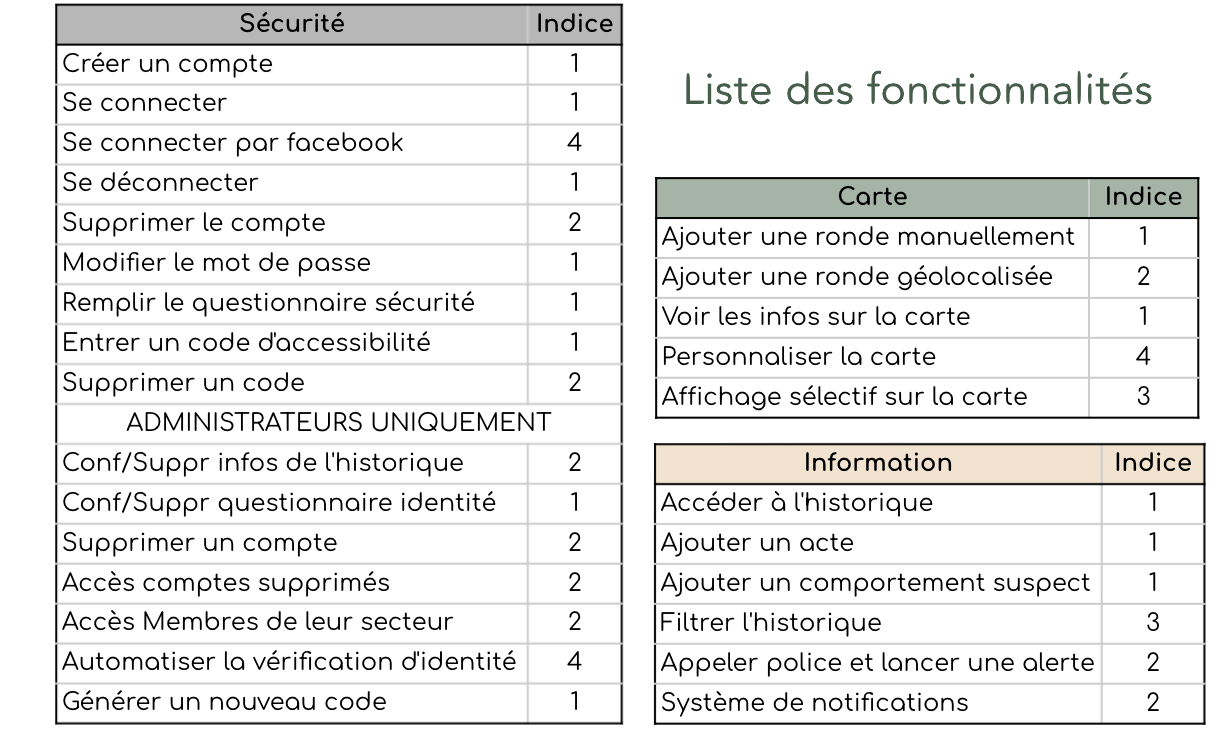 Sécurité Indice
Créer un compte 1
Se connecter 1
Se connecter par facebook 4
Se déconnecter 1
Supprimer le compte 2
Modifier le mot de passe 1
Remplir le questionnaire sécurité 1
Entrer un code d'accessibilité 1
Supprimer un code 2
ADMINISTRATEURS UNIQUEMENT
Conf/Suppr infos de l'historique 2
Conf/Suppr questionnaire identité 1
Supprimer un compte 2
Accès comptes supprimés 2
Accès Membres de leur secteur 2
Automatiser la vérification d'identité 4
Générer un nouveau code 1
Liste des fonctionnalités
Carte Indice
Ajouter une ronde manuellement 1
Ajouter une ronde géolocalisée 2
Voir les infos sur la carte 1
Personnaliser la carte 4
Affichage sélectif sur la carte 3
Information Indice
Accéder à l'historique 1
Ajouter un acte 1
Ajouter un comportement suspect 1
Filtrer l'historique 3
Appeler police et lancer une alerte 2
Système de notifications 2